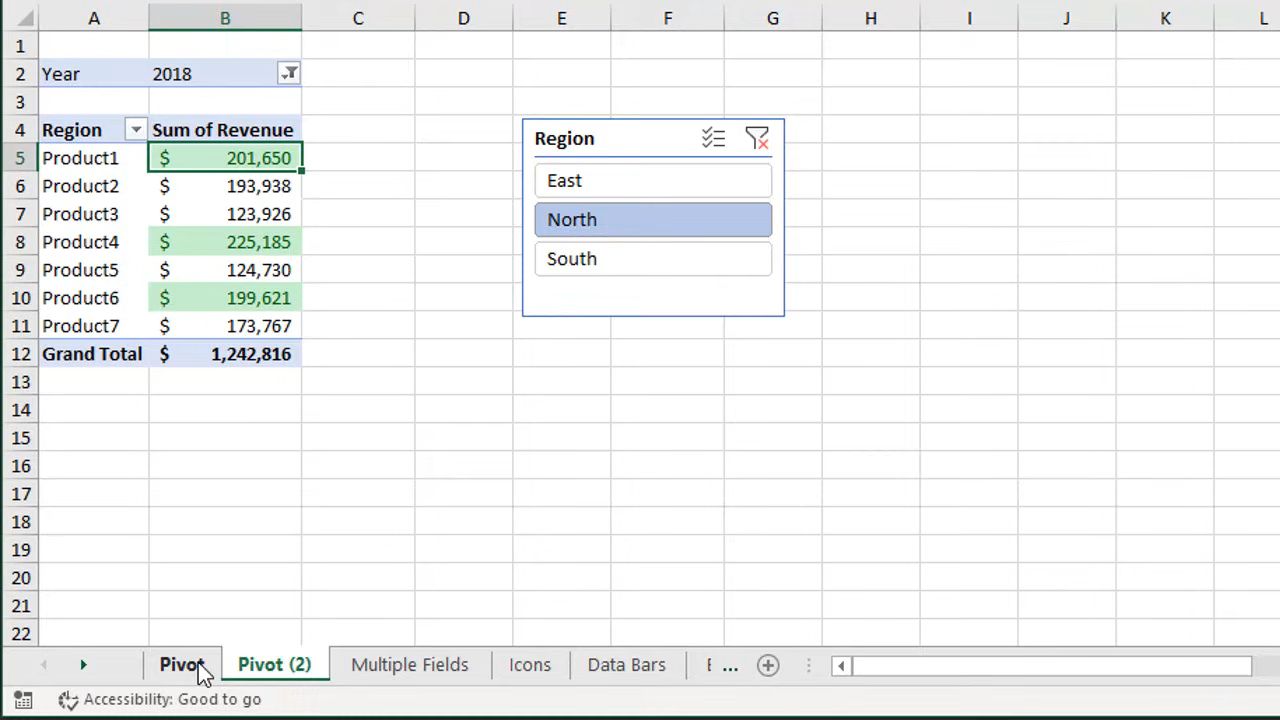 A B C D E F G H I J K L
1
2 Year 2018
3
4 Region Sum of Revenue
5 Product1 $ 201,650
6 Product2 $ 193,938
7 Product3 $ 123,926
8 Product4 $ 225,185
9 Product5 $ 124,730
10 Product6 $ 199,621
11 Product7 $ 173,767
12 Grand Total $ 1,242,816
13
14
15
16
17
18
19
20
21
22
Region
East
North
South
Pivot Pivot (2) Multiple Fields Icons Data Bars ...
Accessibility: Good to go